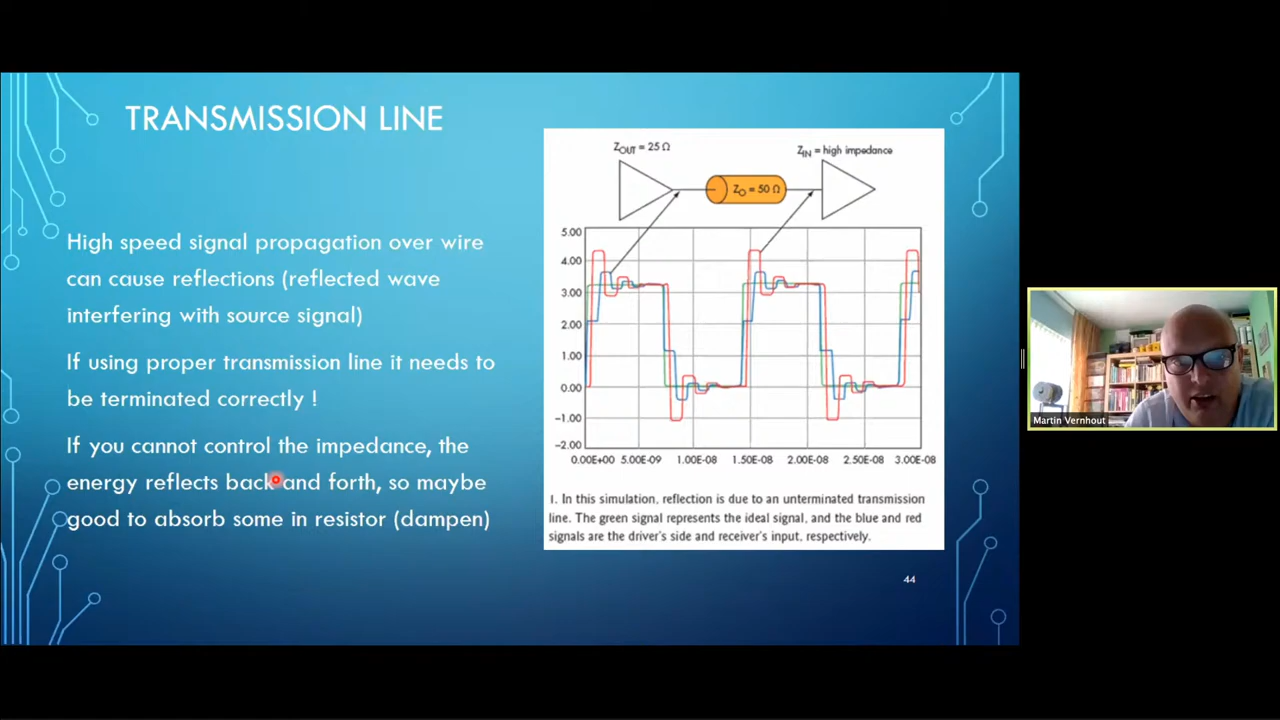 TRANSMISSION LINE
High speed signal propagation over wire
can cause reflections (reflected wave
interfering with source signal)
If using proper transmission line it needs to
be terminated correctly !
If you cannot control the impedance, the
energy reflects back and forth, so maybe
good to absorb some in resistor (dampen)
ZOUT = 25 Ω
ZIN = high impedance
ZO = 50 Ω
5.00
4.00
3.00
2.00
1.00
0.00
–1.00
–2.00
0.00E+00 5.00E-09 1.00E-08 1.50E-08 2.00E-08 2.50E-08 3.00E-08
1. In this simulation, reflection is due to an unterminated transmission
line. The green signal represents the ideal signal, and the blue and red
signals are the driver's side and receiver's input, respectively.
44
Martin Vernhout